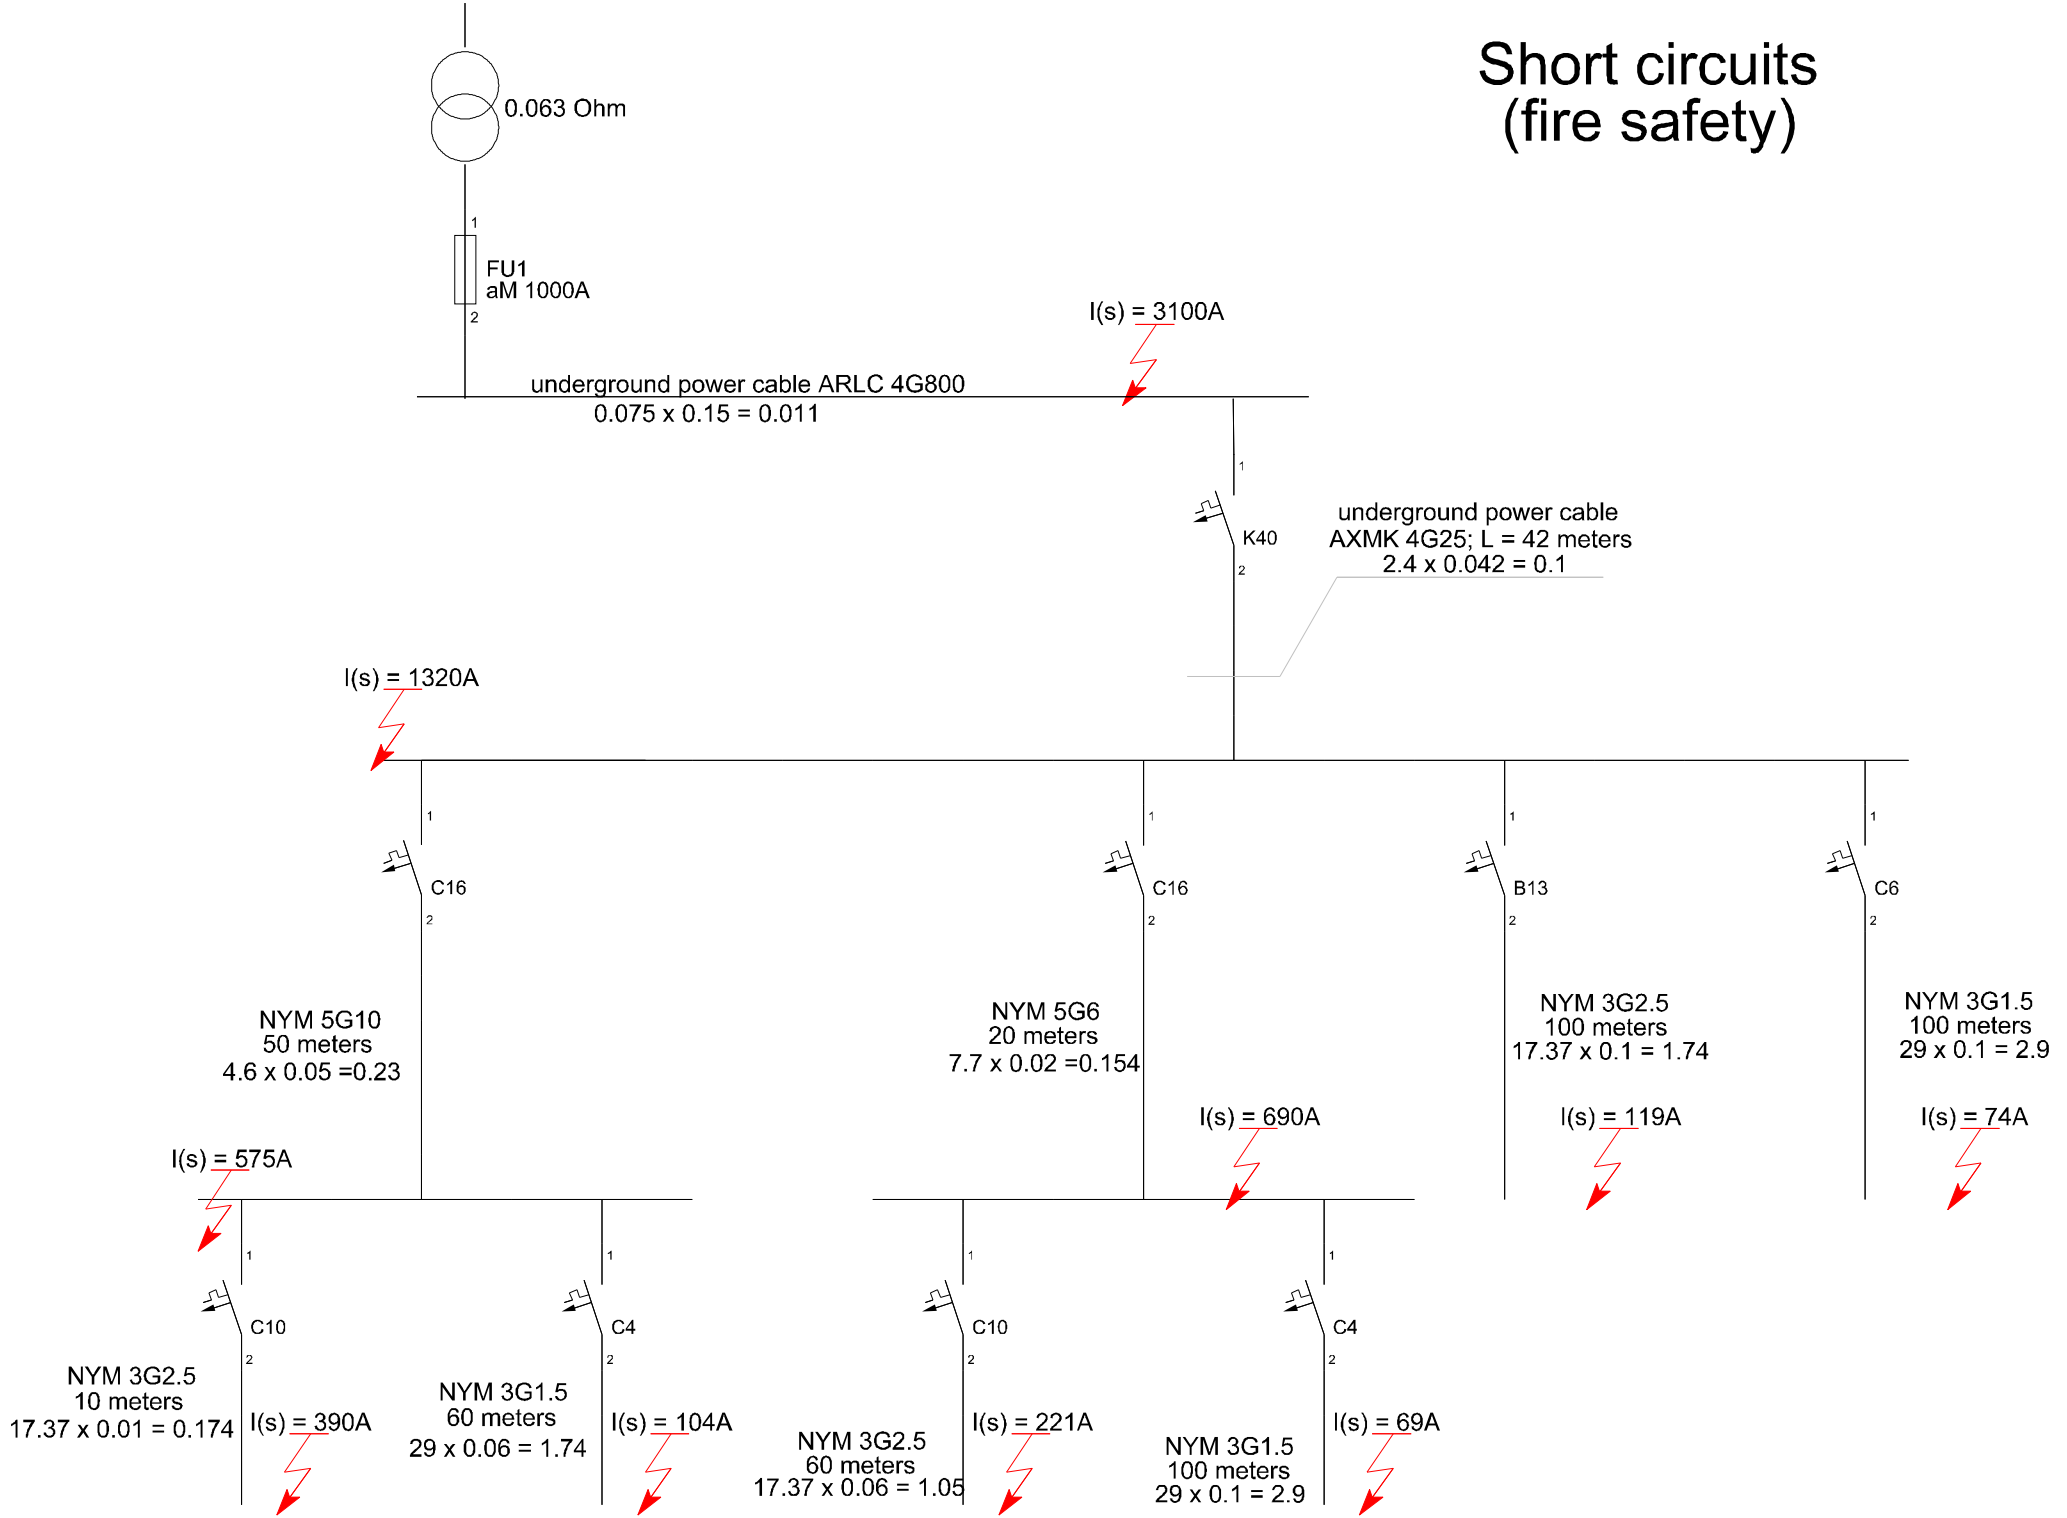 Short circuits
(fire safety)
0.063 Ohm
1
FU1
aM 1000A
2
I(s) = 3100A
underground power cable ARLC 4G800
0.075 x 0.15 = 0.011
1
K40
2
underground power cable
AXMK 4G25; L = 42 meters
2.4 x 0.042 = 0.1
I(s) = 1320A
1
C16
2
1
C16
2
1
B13
2
1
C6
2
NYM 5G10
50 meters
4.6 x 0.05 =0.23
NYM 5G6
20 meters
7.7 x 0.02 =0.154
NYM 3G2.5
100 meters
17.37 x 0.1 = 1.74
NYM 3G1.5
100 meters
29 x 0.1 = 2.9
I(s) = 575A
I(s) = 690A
I(s) = 119A
I(s) = 74A
1
C10
2
1
C4
2
1
C10
2
1
C4
2
NYM 3G2.5
10 meters
17.37 x 0.01 = 0.174
I(s) = 390A
NYM 3G1.5
60 meters
29 x 0.06 = 1.74
I(s) = 104A
NYM 3G2.5
60 meters
17.37 x 0.06 = 1.05
I(s) = 221A
NYM 3G1.5
100 meters
29 x 0.1 = 2.9
I(s) = 69A